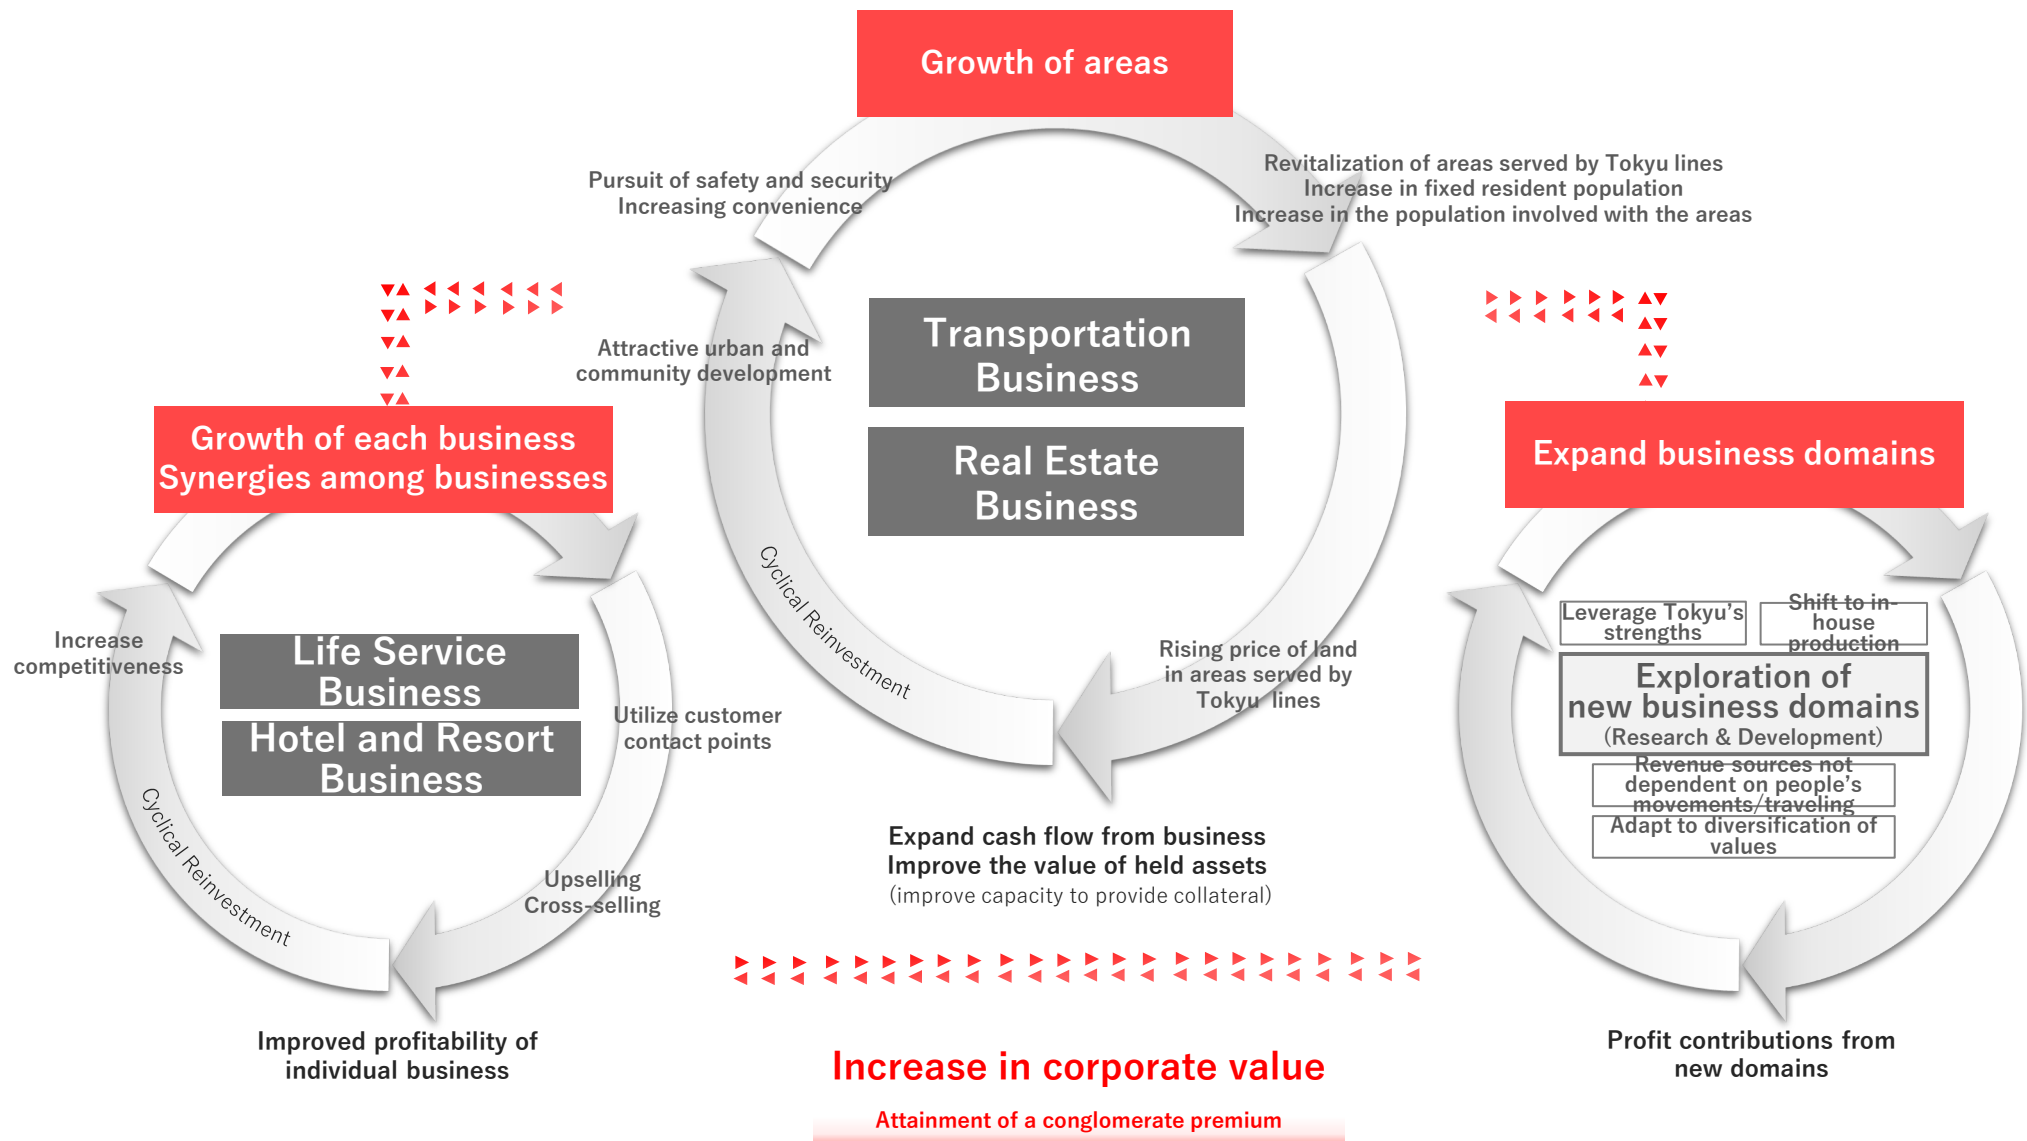 Growth of areas
Pursuit of safety and security
Increasing convenience
Revitalization of areas served by Tokyu lines
Increase in fixed resident population
Increase in the population involved with the areas
Attractive urban and
community development
Transportation
Business
Real Estate
Business
Cyclical Reinvestment
Rising price of land
in areas served by
Tokyu lines
Expand cash flow from business
Improve the value of held assets
(improve capacity to provide collateral)
Growth of each business
Synergies among businesses
Increase
competitiveness
Life Service
Business
Hotel and Resort
Business
Utilize customer
contact points
Cyclical Reinvestment
Upselling
Cross-selling
Improved profitability of
individual business
Expand business domains
Leverage Tokyu’s
strengths
Shift to in-
house
production
Exploration of
new business domains
(Research & Development)
Revenue sources not
dependent on people’s
movements/traveling
Adapt to diversification of
values
Profit contributions from
new domains
Increase in corporate value
Attainment of a conglomerate premium